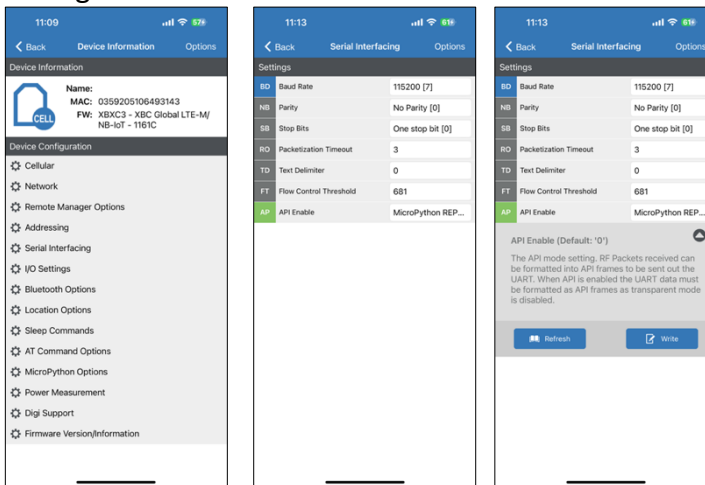 11:09
57
Back Device Information Options
Device Information
CELL
Name:
MAC: 0359205106493143
FW: XBXC3 - XBC Global LTE-M/
NB-IoT - 1161C
Device Configuration
Cellular
Network
Remote Manager Options
Addressing
Serial Interfacing
I/O Settings
Bluetooth Options
Location Options
Sleep Commands
AT Command Options
MicroPython Options
Power Measurement
Digi Support
Firmware Version/Information
11:13
61
Back Serial Interfacing Options
Settings
BD Baud Rate 115200 [7]
NB Parity No Parity [0]
SB Stop Bits One stop bit [0]
RO Packetization Timeout 3
TD Text Delimiter 0
FT Flow Control Threshold 681
AP API Enable MicroPython REP...
11:13
61
Back Serial Interfacing Options
Settings
BD Baud Rate 115200 [7]
NB Parity No Parity [0]
SB Stop Bits One stop bit [0]
RO Packetization Timeout 3
TD Text Delimiter 0
FT Flow Control Threshold 681
AP API Enable MicroPython REP...
API Enable (Default: '0')
The API mode setting. RF Packets received can
be formatted into API frames to be sent out the
UART. When API is enabled the UART data must
be formatted as API frames as transparent mode
is disabled.
Refresh Write